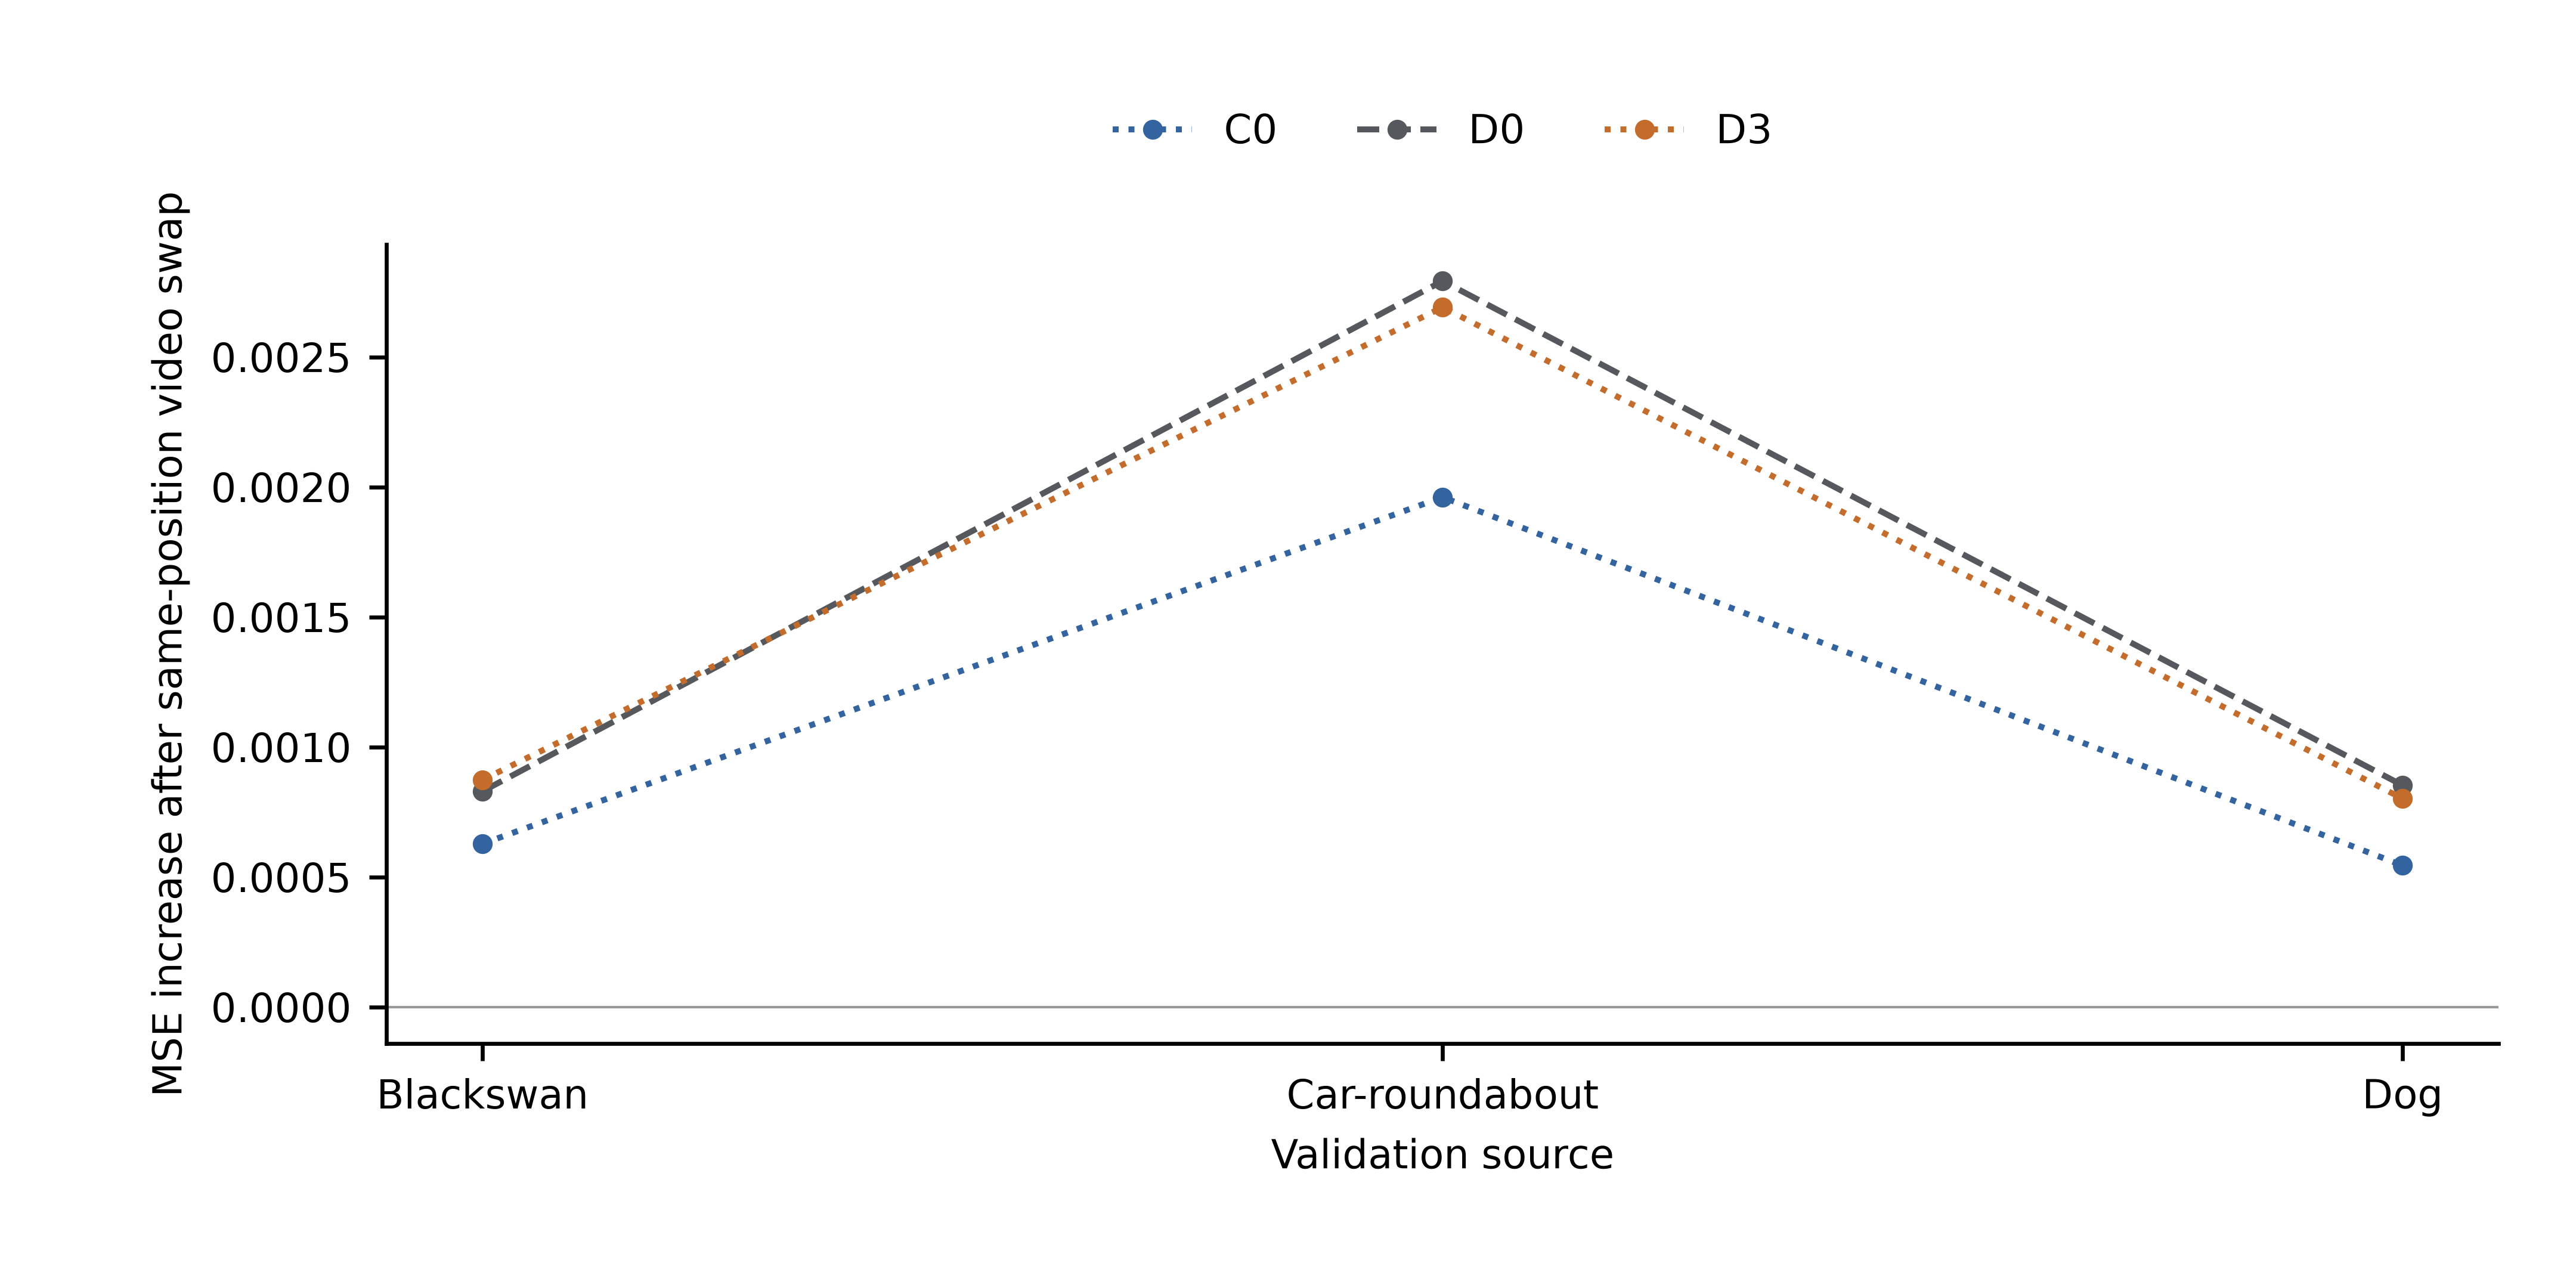 C0 D0 D3
MSE increase after same-position video swap
0.0025
0.0020
0.0015
0.0010
0.0005
0.0000
Blackswan Car-roundabout Dog
Validation source